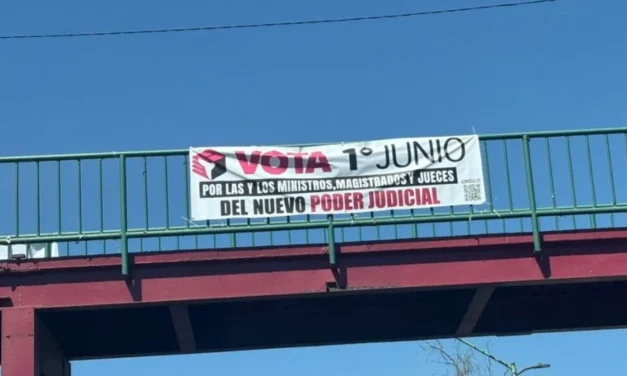 VOTA 1° JUNIO
POR LAS Y LOS MINISTROS, MAGISTRADOS Y JUECES
DEL NUEVO PODER JUDICIAL